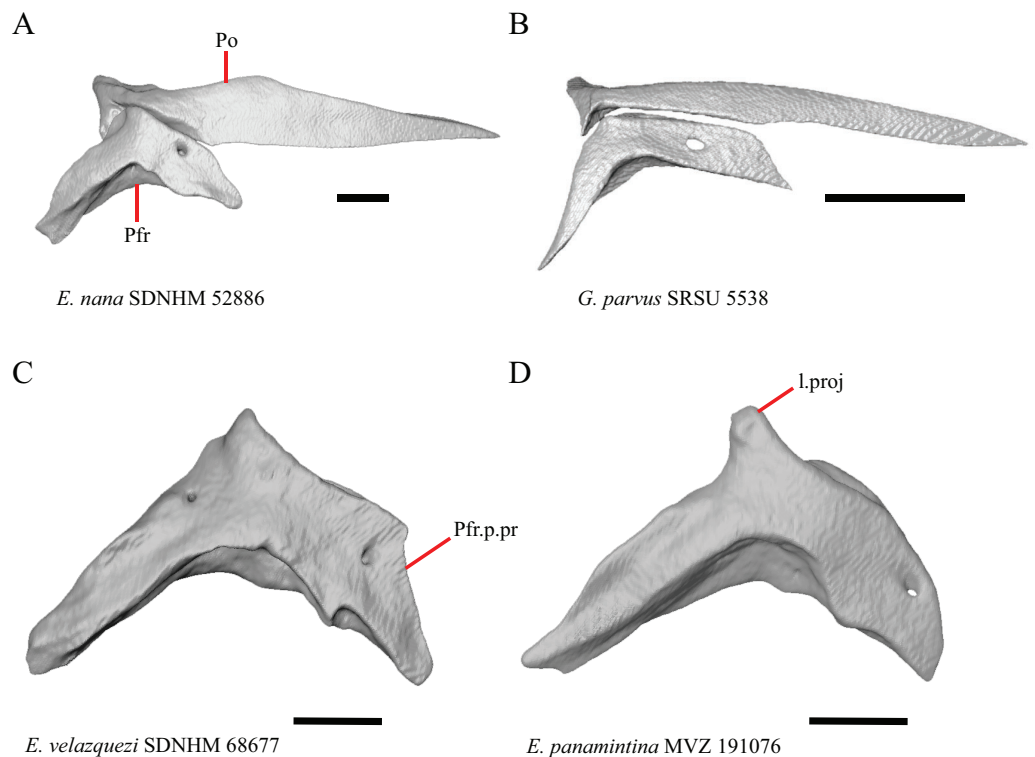 A
Po
Pfr
E. nana SDNHM 52886
B
G. parvus SRSU 5538
C
Pfr.p.pr
E. velazquezi SDNHM 68677
D
l.proj
E. panamintina MVZ 191076